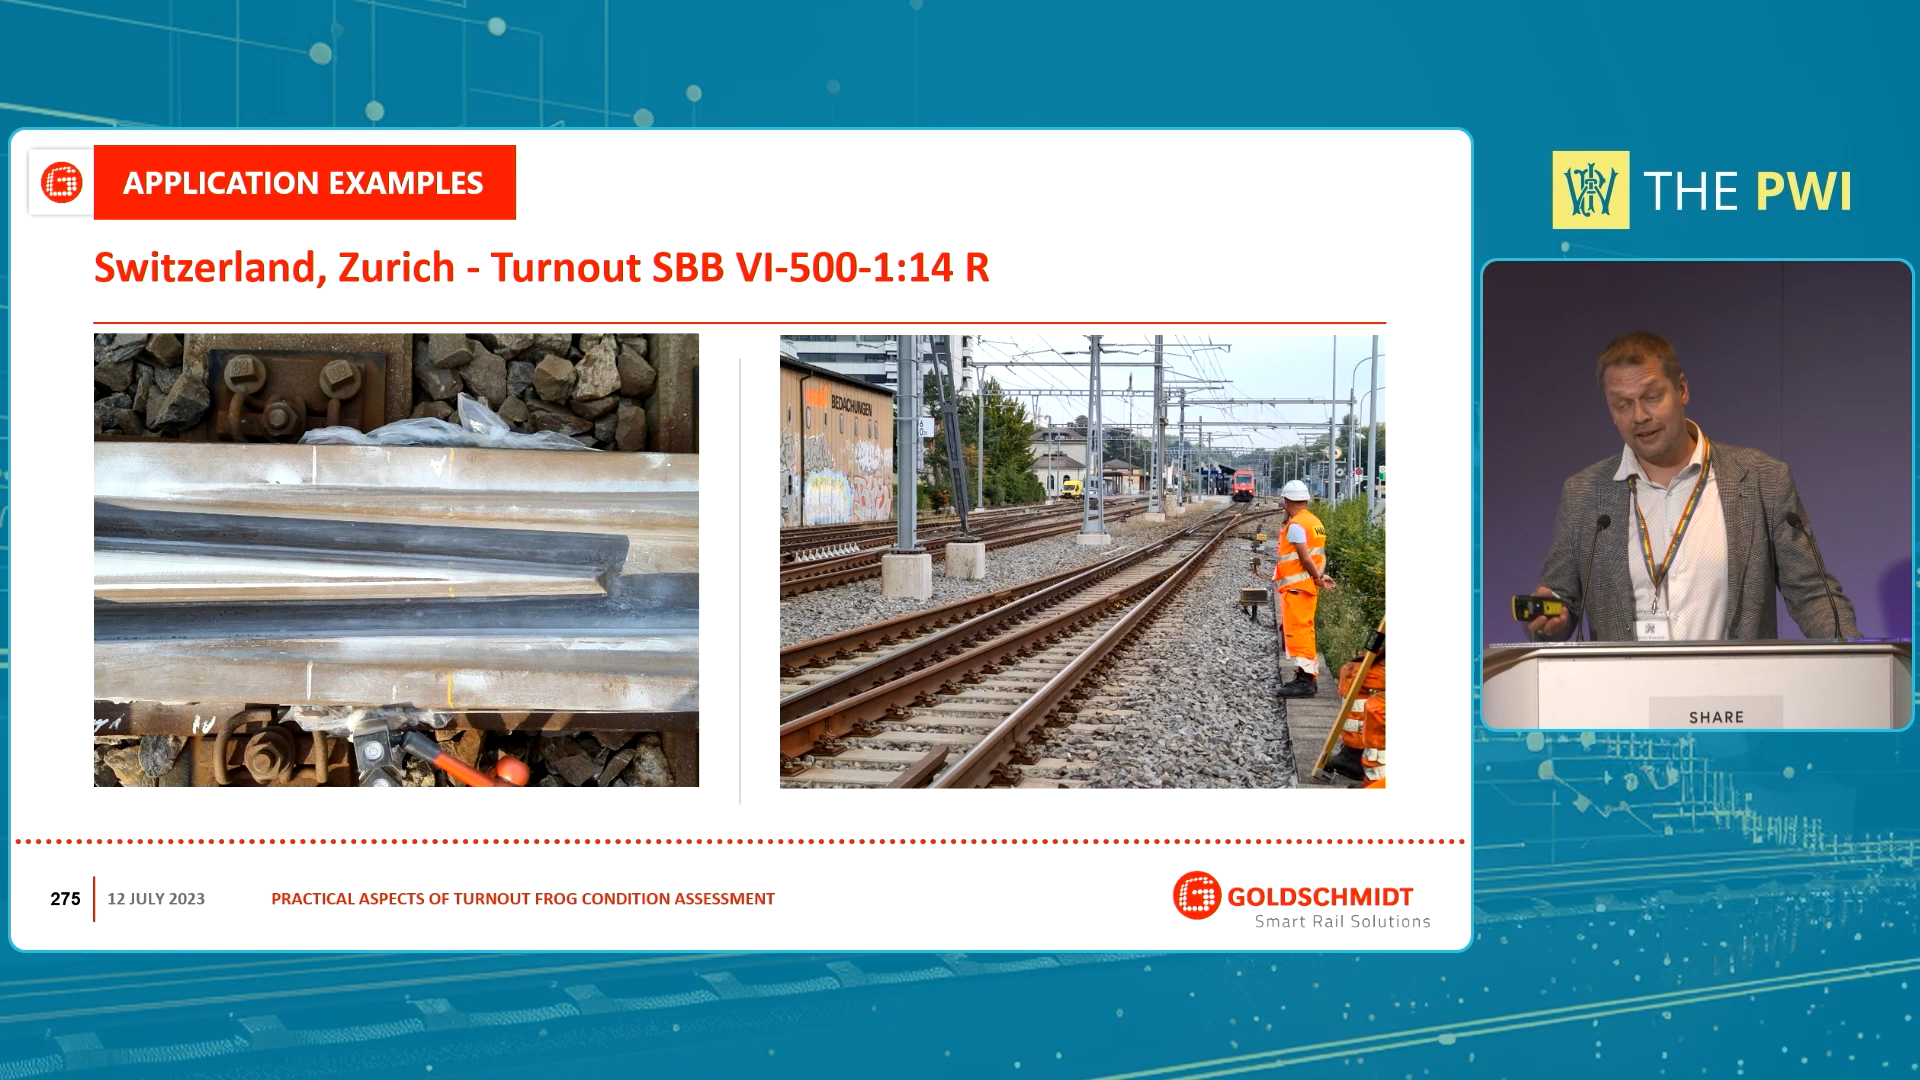 APPLICATION EXAMPLES
THE PWI
Switzerland, Zurich - Turnout SBB VI-500-1:14 R
BEDACHUNGEN
SHARE
275
12 JULY 2023
PRACTICAL ASPECTS OF TURNOUT FROG CONDITION ASSESSMENT
GOLDSCHMIDT
Smart Rail Solutions